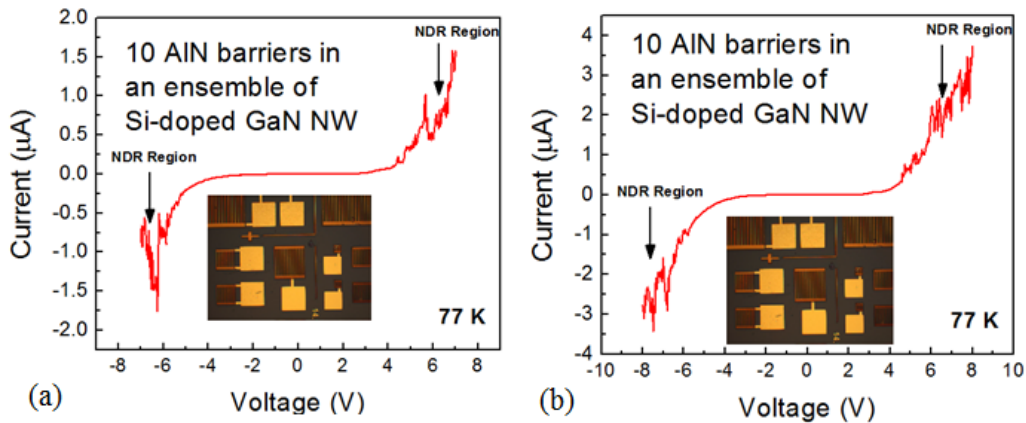 2.0
1.5
1.0
0.5
0.0
-0.5
-1.0
-1.5
-2.0
Current (μA)
10 AlN barriers in
an ensemble of
Si-doped GaN NW
NDR Region
NDR Region
77 K
-8 -6 -4 -2 0 2 4 6 8
Voltage (V)
(a)
4
3
2
1
0
-1
-2
-3
-4
Current (μA)
10 AlN barriers in
an ensemble of
Si-doped GaN NW
NDR Region
NDR Region
77 K
-10 -8 -6 -4 -2 0 2 4 6 8 10
Voltage (V)
(b)